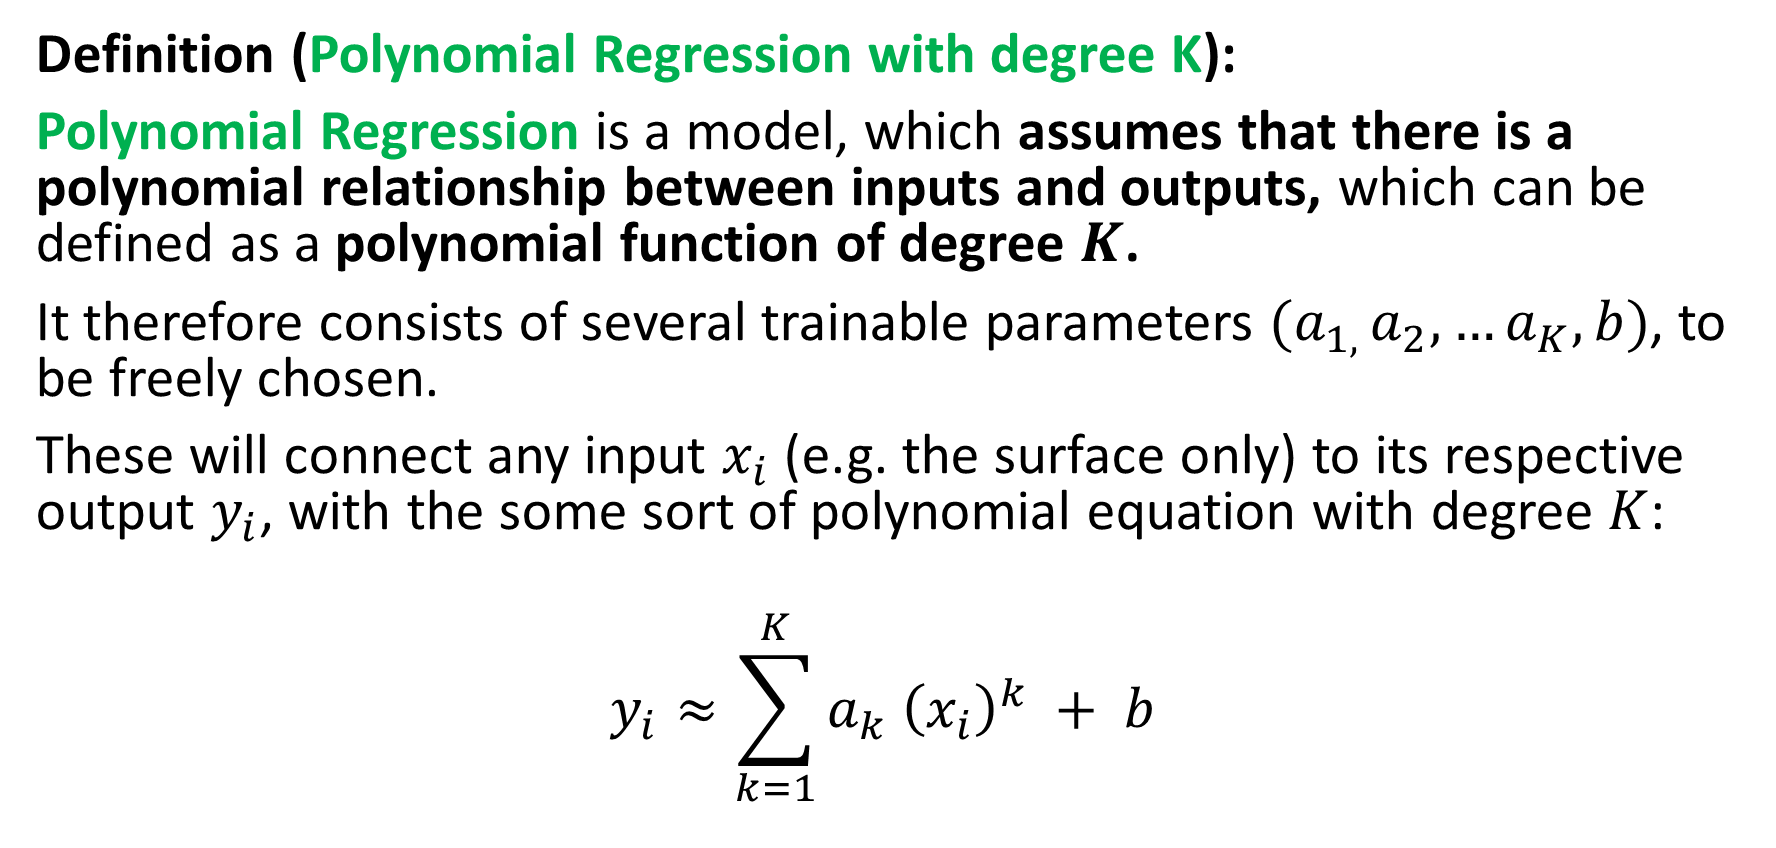 Definition (Polynomial Regression with degree K):
Polynomial Regression is a model, which assumes that there is a
polynomial relationship between inputs and outputs, which can be
defined as a polynomial function of degree K.
It therefore consists of several trainable parameters (a₁, a₂, … a_K, b), to
be freely chosen.
These will connect any input xᵢ (e.g. the surface only) to its respective
output yᵢ, with the some sort of polynomial equation with degree K:
yᵢ ≈ ∑_{k=1}^{K} a_k (xᵢ)^k + b